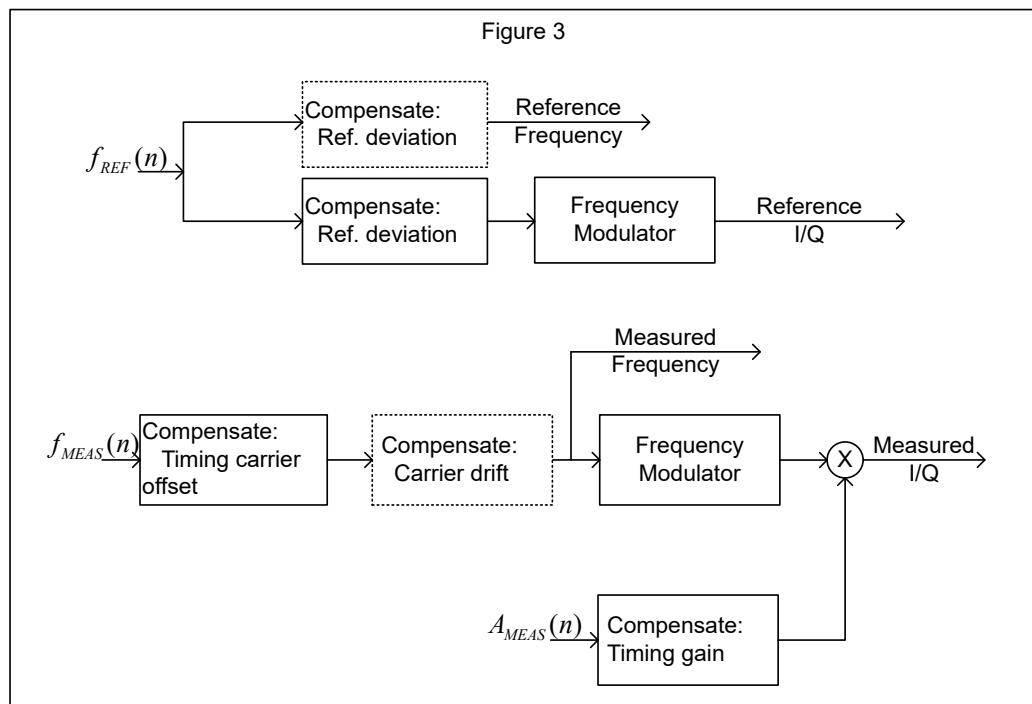 Figure 3
Compensate:
Ref. deviation
Reference
Frequency
f_REF(n)
Compensate:
Ref. deviation
Frequency
Modulator
Reference
I/Q
Measured
Frequency
f_MEAS(n)
Compensate:
Timing carrier
offset
Compensate:
Carrier drift
Frequency
Modulator
X
Measured
I/Q
A_MEAS(n)
Compensate:
Timing gain